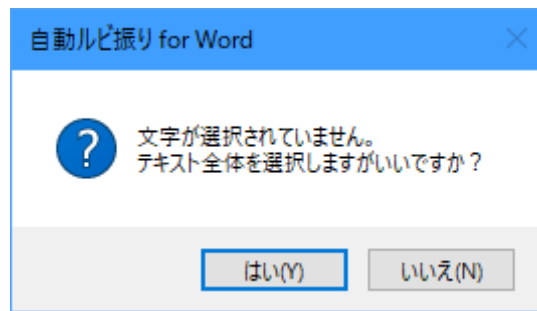 自動ルビ振り for Word
文字が選択されていません。
テキスト全体を選択しますがいいですか？
はい(Y)
いいえ(N)